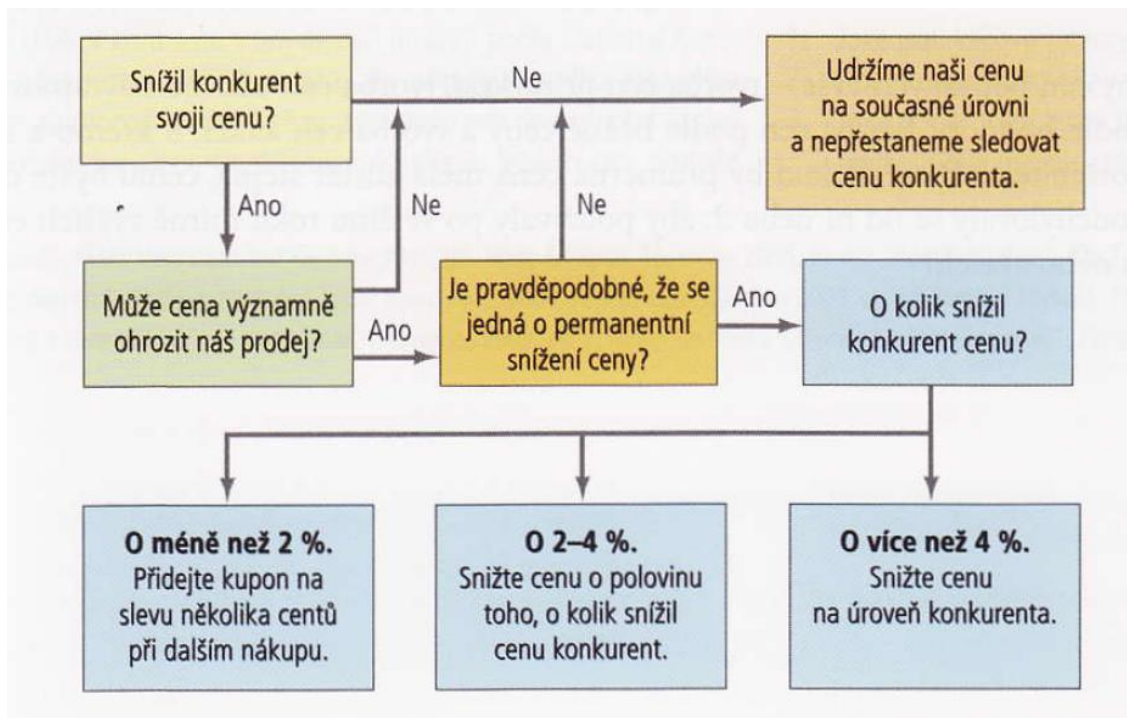 Snížil konkurent
svoji cenu?
Ne
Udržíme naši cenu
na současné úrovni
a nepřestaneme sledovat
cenu konkurenta.
Ano
Ne
Ne
Může cena významně
ohrozit náš prodej?
Ano
Je pravděpodobné, že se
jedná o permanentní
snížení ceny?
Ano
O kolik snížil
konkurent cenu?
O méně než 2 %.
Přidejte kupon na
slevu několika centů
při dalším nákupu.
O 2–4 %.
Snižte cenu o polovinu
toho, o kolik snížil
cenu konkurent.
O více než 4 %.
Snižte cenu
na úroveň konkurenta.